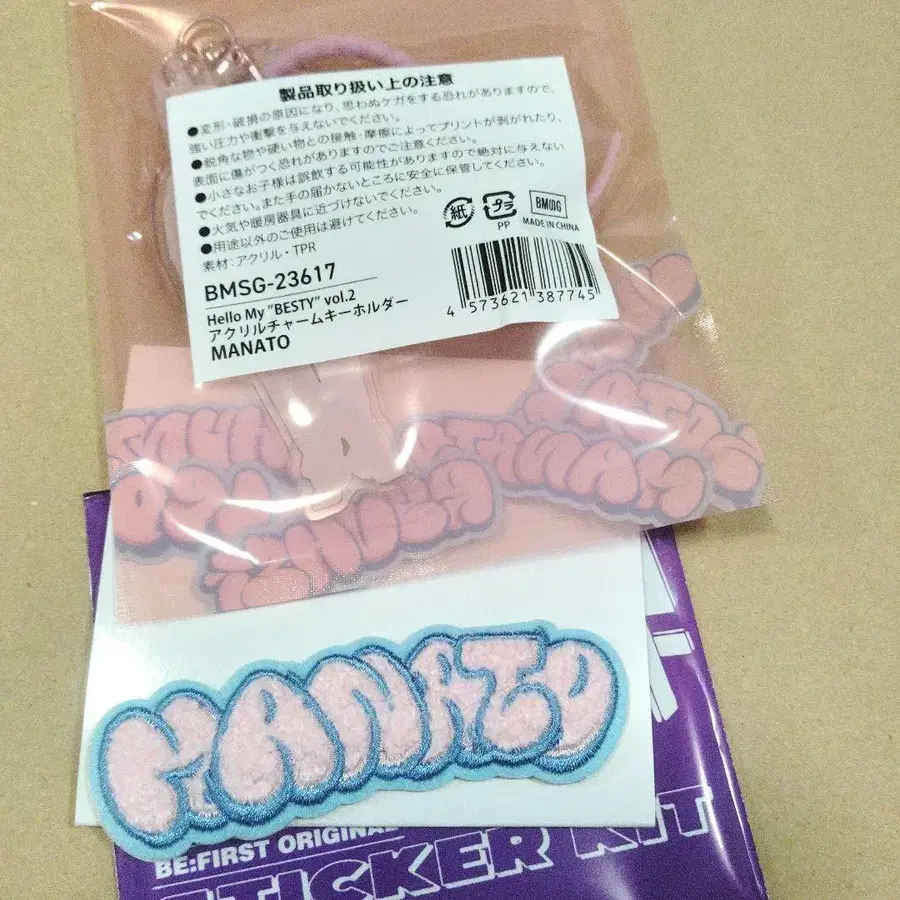 製品取り扱い上の注意
●変形・破損の原因になり、思わぬケガをする恐れがありますので、
強い圧力や衝撃を与えないでください。
●鋭角な物や硬い物との接触・摩擦によってプリントが剥がれたり、
表面に傷がつく恐れがありますのでご注意ください。
●小さなお子様は誤飲する可能性がありますので絶対に与えない
でください。また手の届かないところに安全に保管してください。
●火気や暖房器具に近づけないでください。
●用途以外のご使用は避けてください。
素材:アクリル・TPR
紙
プラ
PP
BMSG
MADE IN CHINA
BMSG-23617
Hello My "BESTY" vol.2
アクリルチャームキーホルダー
MANATO
4 573621 387745
MANATO
BE:FIRST ORIGINAL
STICKER KIT